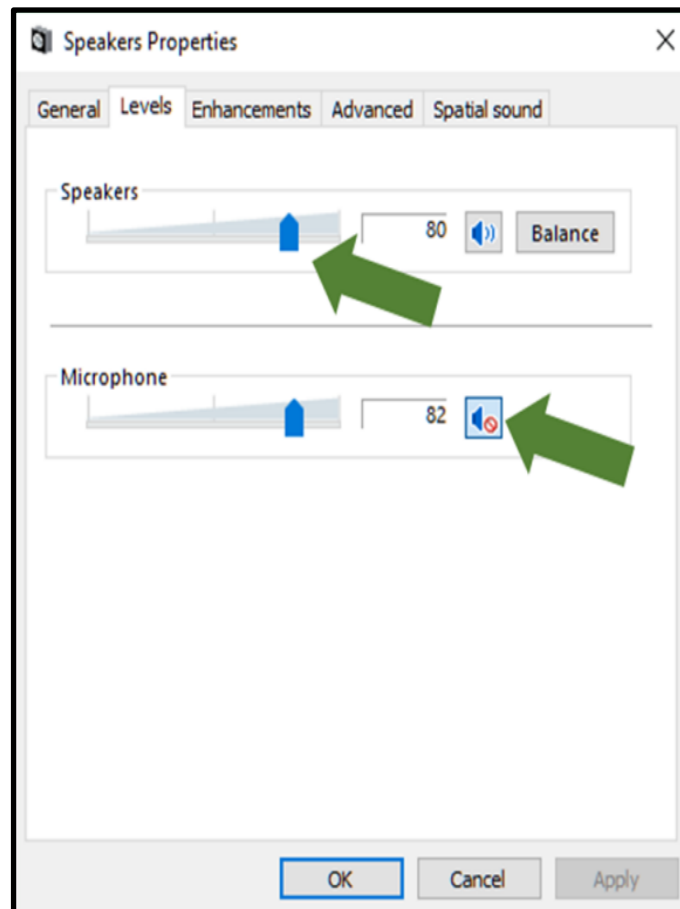 Speakers Properties
General Levels Enhancements Advanced Spatial sound
Speakers
80 Balance
Microphone
82
OK Cancel Apply